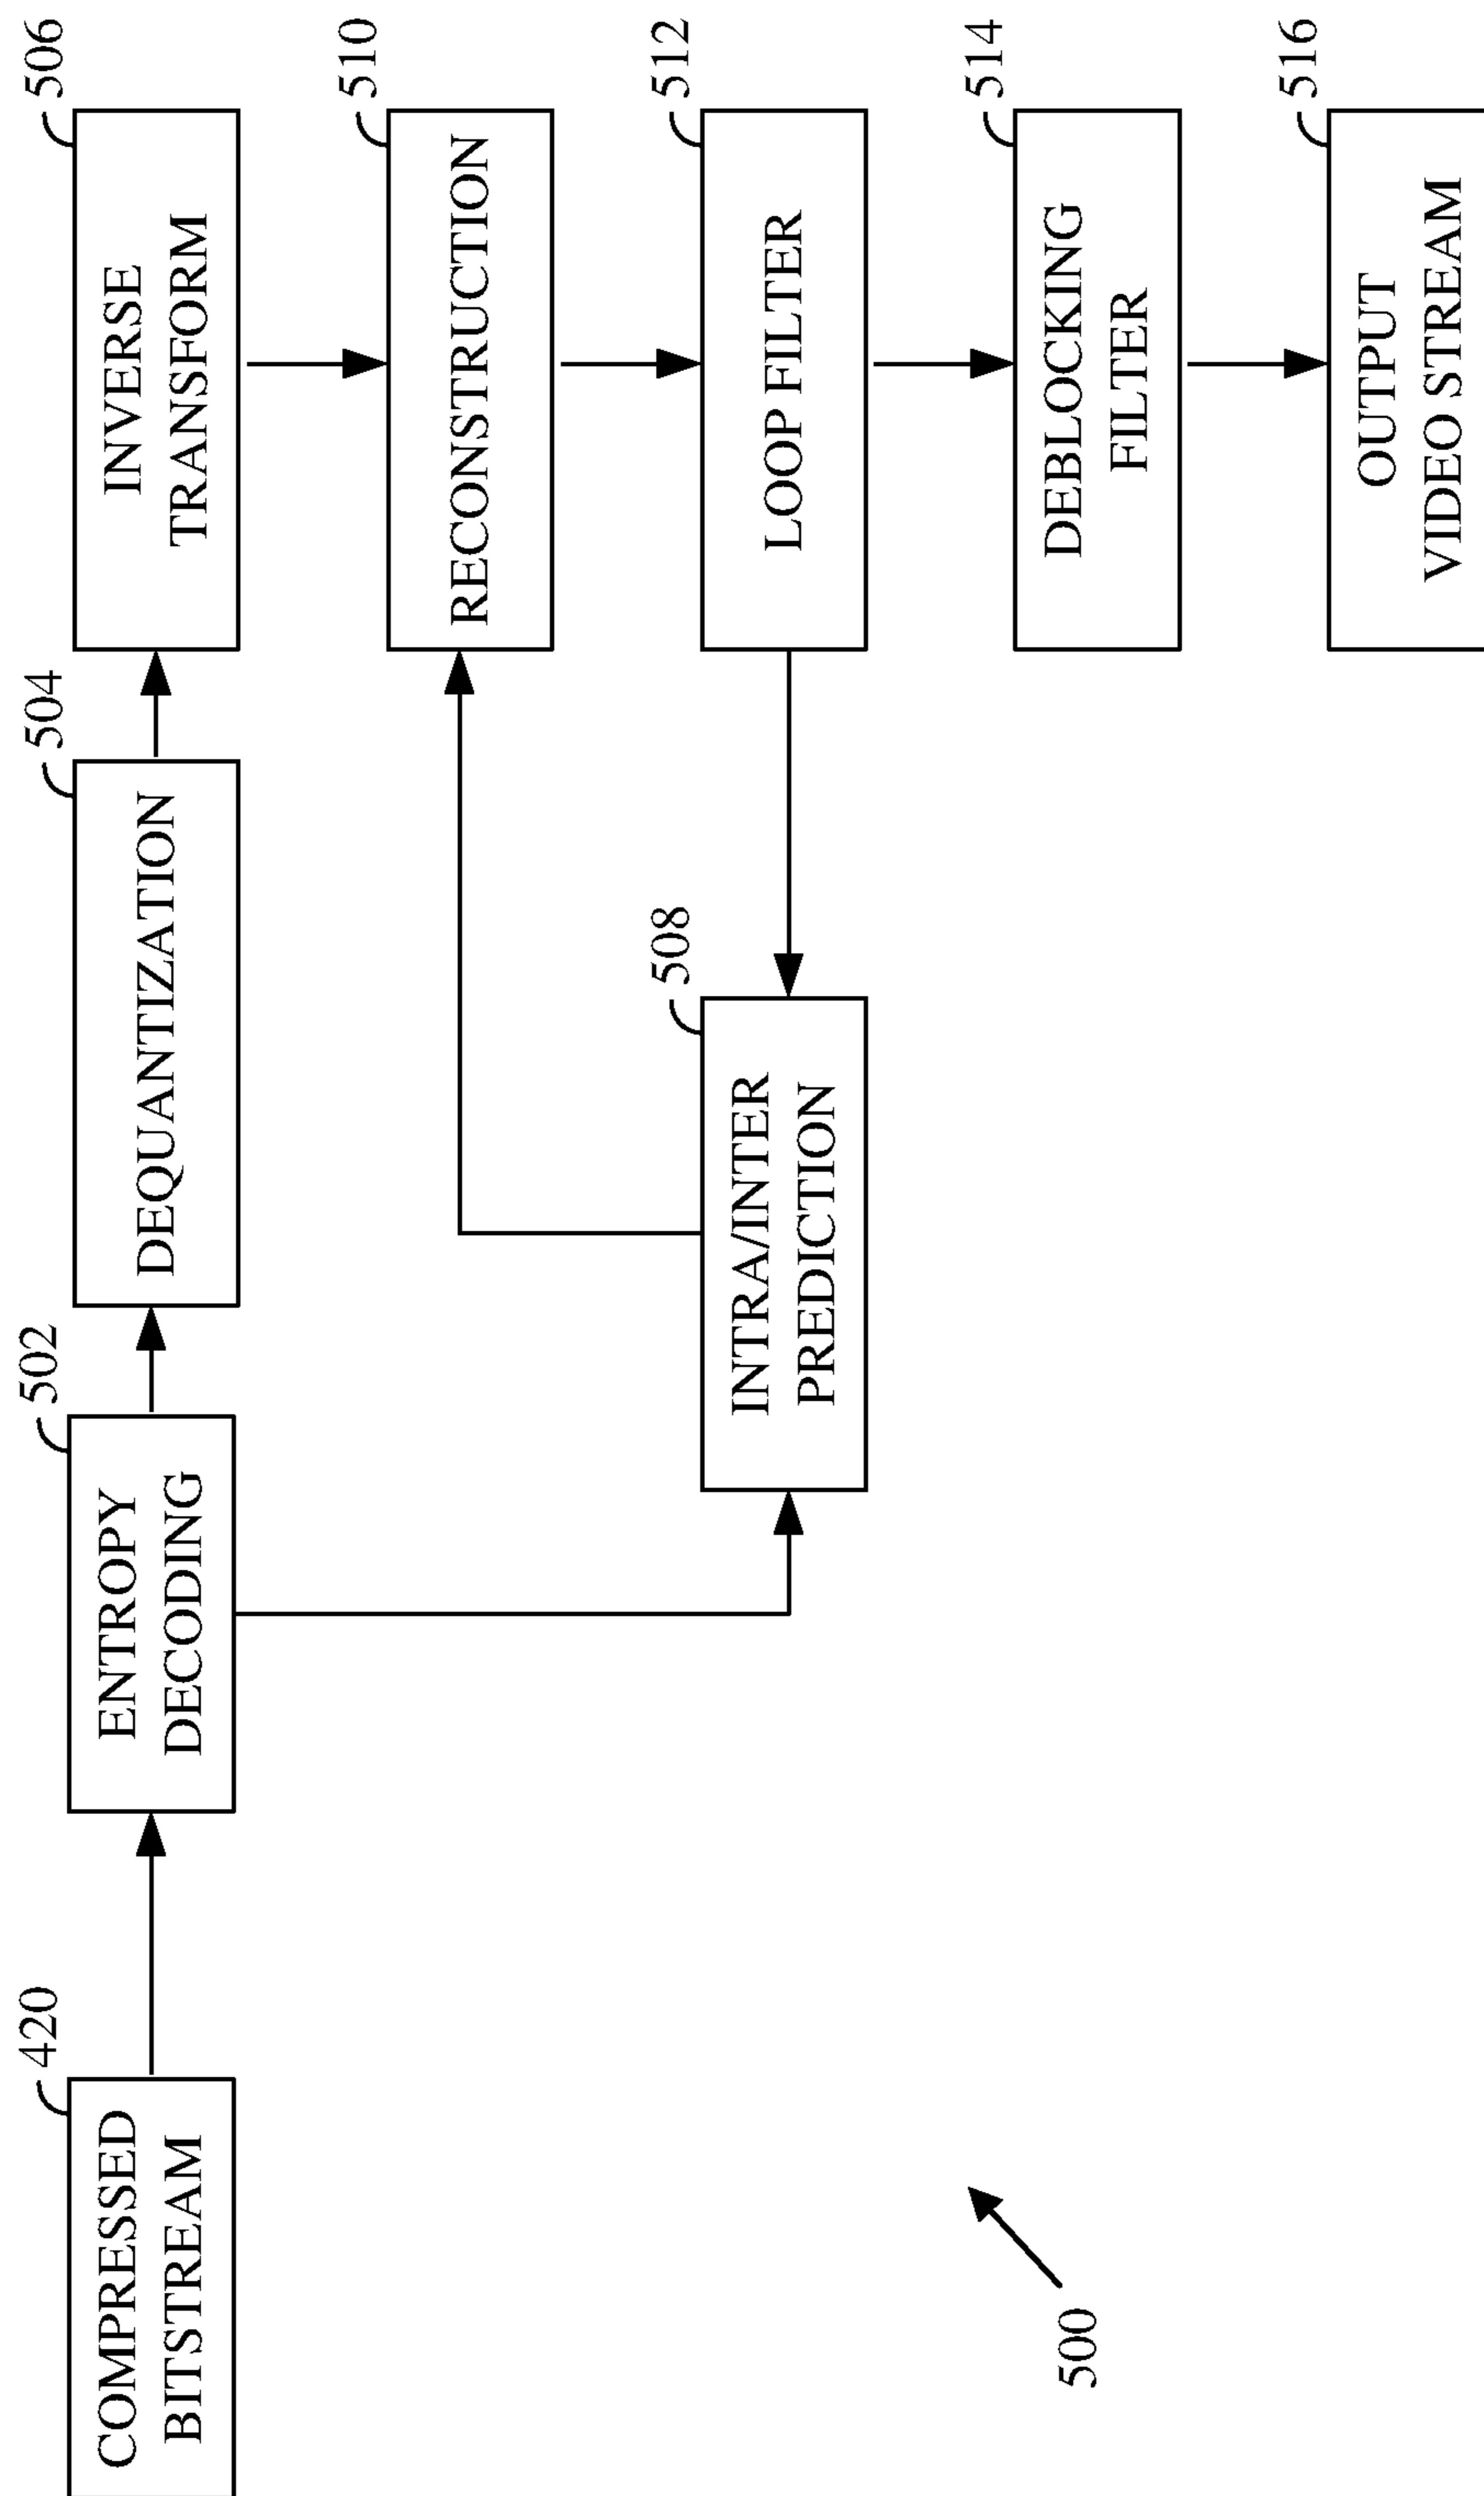 420
COMPRESSED
BITSTREAM
502
ENTROPY
DECODING
504
DEQUANTIZATION
506
INVERSE
TRANSFORM
510
RECONSTRUCTION
508
INTRA/INTER
PREDICTION
512
LOOP FILTER
514
DEBLOCKING
FILTER
516
OUTPUT
VIDEO STREAM
500